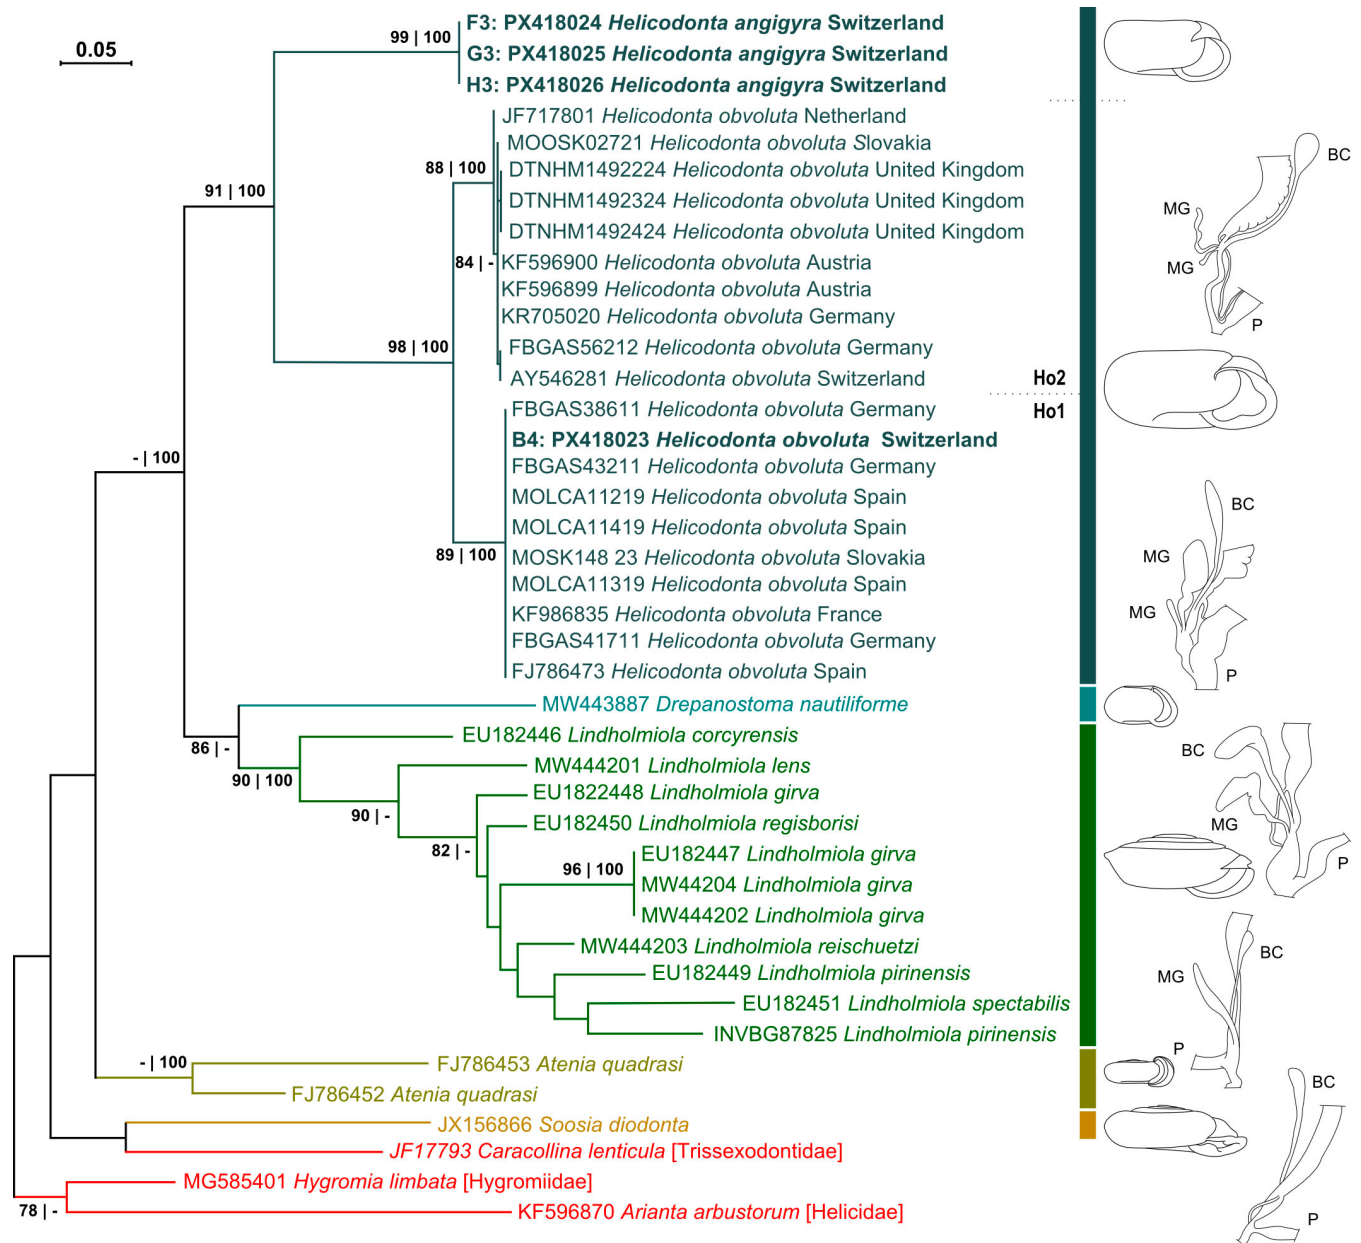 0.05
99 | 100
F3: PX418024 Helicodonta angigyra Switzerland
G3: PX418025 Helicodonta angigyra Switzerland
H3: PX418026 Helicodonta angigyra Switzerland
JF717801 Helicodonta obvoluta Netherland
MOOSK02721 Helicodonta obvoluta Slovakia
BC
88 | 100
DTNHM1492224 Helicodonta obvoluta United Kingdom
91 | 100
DTNHM1492324 Helicodonta obvoluta United Kingdom
MG
DTNHM1492424 Helicodonta obvoluta United Kingdom
84 | -
KF596900 Helicodonta obvoluta Austria
MG
KF596899 Helicodonta obvoluta Austria
KR705020 Helicodonta obvoluta Germany
P
98 | 100
FBGAS56212 Helicodonta obvoluta Germany
AY546281 Helicodonta obvoluta Switzerland
Ho2
FBGAS38611 Helicodonta obvoluta Germany
Ho1
B4: PX418023 Helicodonta obvoluta Switzerland
- | 100
FBGAS43211 Helicodonta obvoluta Germany
MOLCA11219 Helicodonta obvoluta Spain
BC
MOLCA11419 Helicodonta obvoluta Spain
89 | 100
MOSK148 23 Helicodonta obvoluta Slovakia
MG
MOLCA11319 Helicodonta obvoluta Spain
KF986835 Helicodonta obvoluta France
MG
FBGAS41711 Helicodonta obvoluta Germany
FJ786473 Helicodonta obvoluta Spain
P
MW443887 Drepanostoma nautiliforme
86 | -
EU182446 Lindholmiola corcyrensis
BC
90 | 100
MW444201 Lindholmiola lens
EU1822448 Lindholmiola girva
90 | -
EU182450 Lindholmiola regisborisi
MG
82 | -
EU182447 Lindholmiola girva
P
96 | 100
MW44204 Lindholmiola girva
MW444202 Lindholmiola girva
MW444203 Lindholmiola reischuetzi
BC
EU182449 Lindholmiola pirinensis
MG
EU182451 Lindholmiola spectabilis
INVBG87825 Lindholmiola pirinensis
P
- | 100
FJ786453 Atenia quadrasi
BC
FJ786452 Atenia quadrasi
JX156866 Soosia diodonta
JF17793 Caracollina lenticula [Trissexodontidae]
MG585401 Hygromia limbata [Hygromiidae]
78 | -
KF596870 Arianta arbustorum [Helicidae]
P